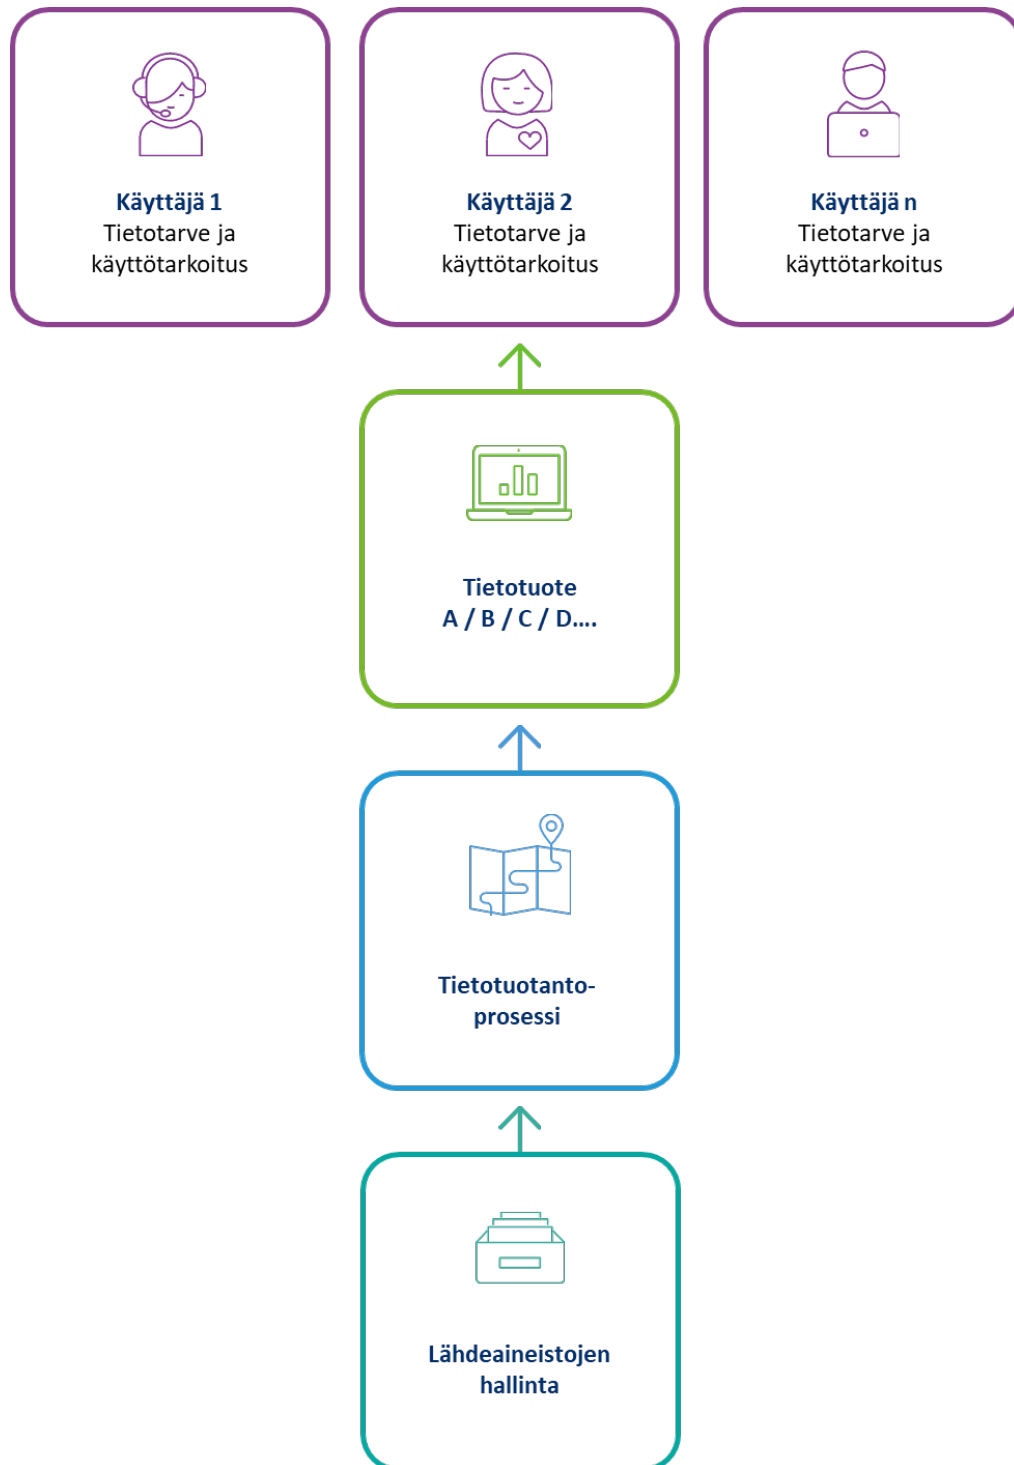 Käyttäjä 1
Tietotarve ja
käyttötarkoitus
Käyttäjä 2
Tietotarve ja
käyttötarkoitus
Käyttäjä n
Tietotarve ja
käyttötarkoitus
Tietotuote
A / B / C / D....
Tietotuotanto-
prosessi
Lähdeaineistojen
hallinta